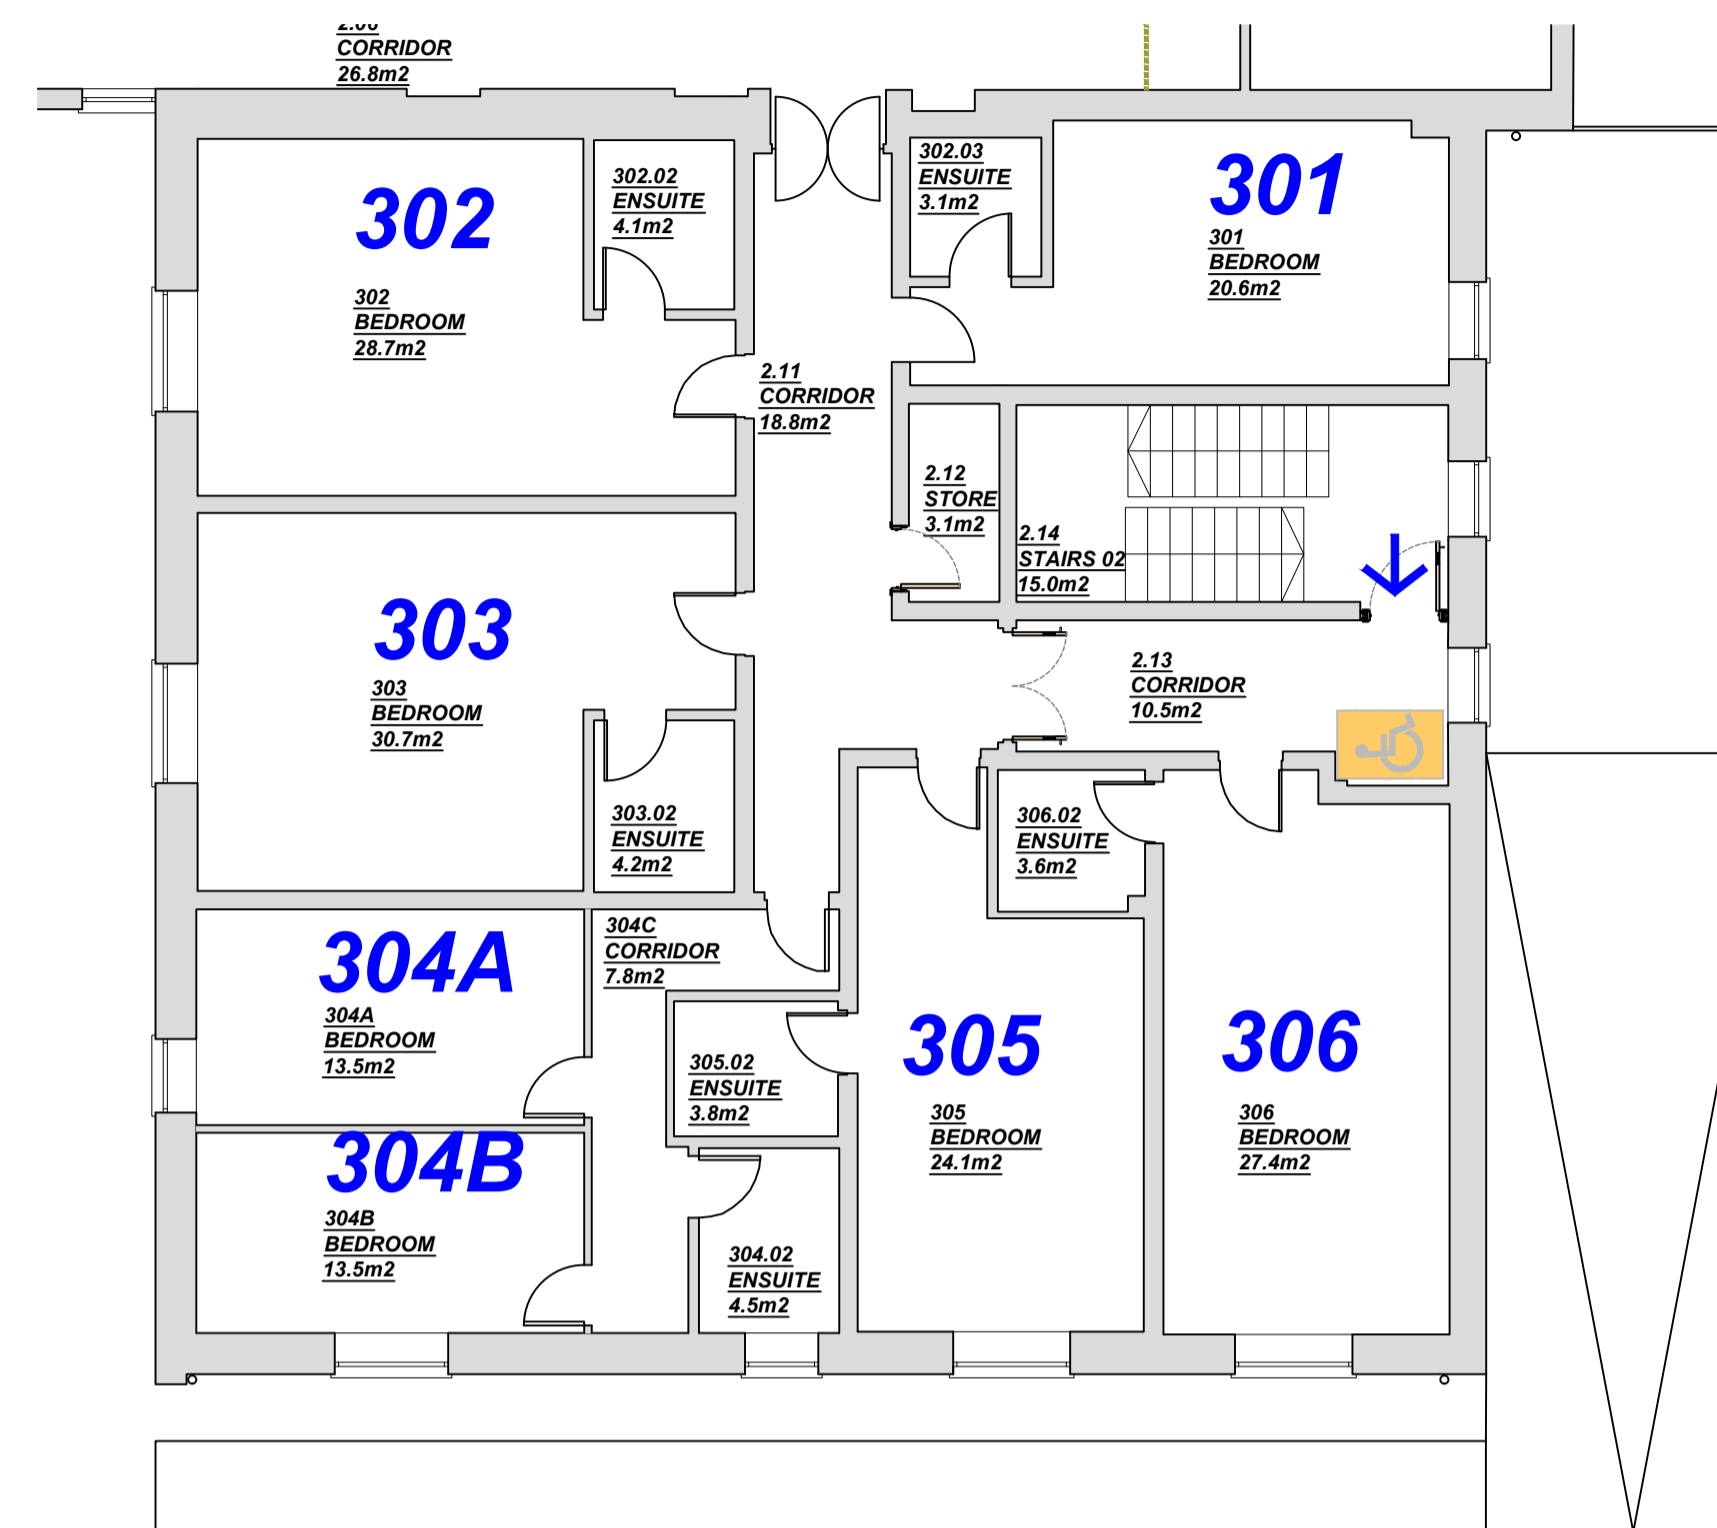 CORRIDOR
26.8m2
302
302
BEDROOM
28.7m2
302.02
ENSUITE
4.1m2
302.03
ENSUITE
3.1m2
301
301
BEDROOM
20.6m2
2.11
CORRIDOR
18.8m2
2.12
STORE
3.1m2
2.14
STAIRS 02
15.0m2
303
303
BEDROOM
30.7m2
2.13
CORRIDOR
10.5m2
303.02
ENSUITE
4.2m2
306.02
ENSUITE
3.6m2
304A
304A
BEDROOM
13.5m2
304C
CORRIDOR
7.8m2
305.02
ENSUITE
3.8m2
305
305
BEDROOM
24.1m2
306
306
BEDROOM
27.4m2
304B
304B
BEDROOM
13.5m2
304.02
ENSUITE
4.5m2